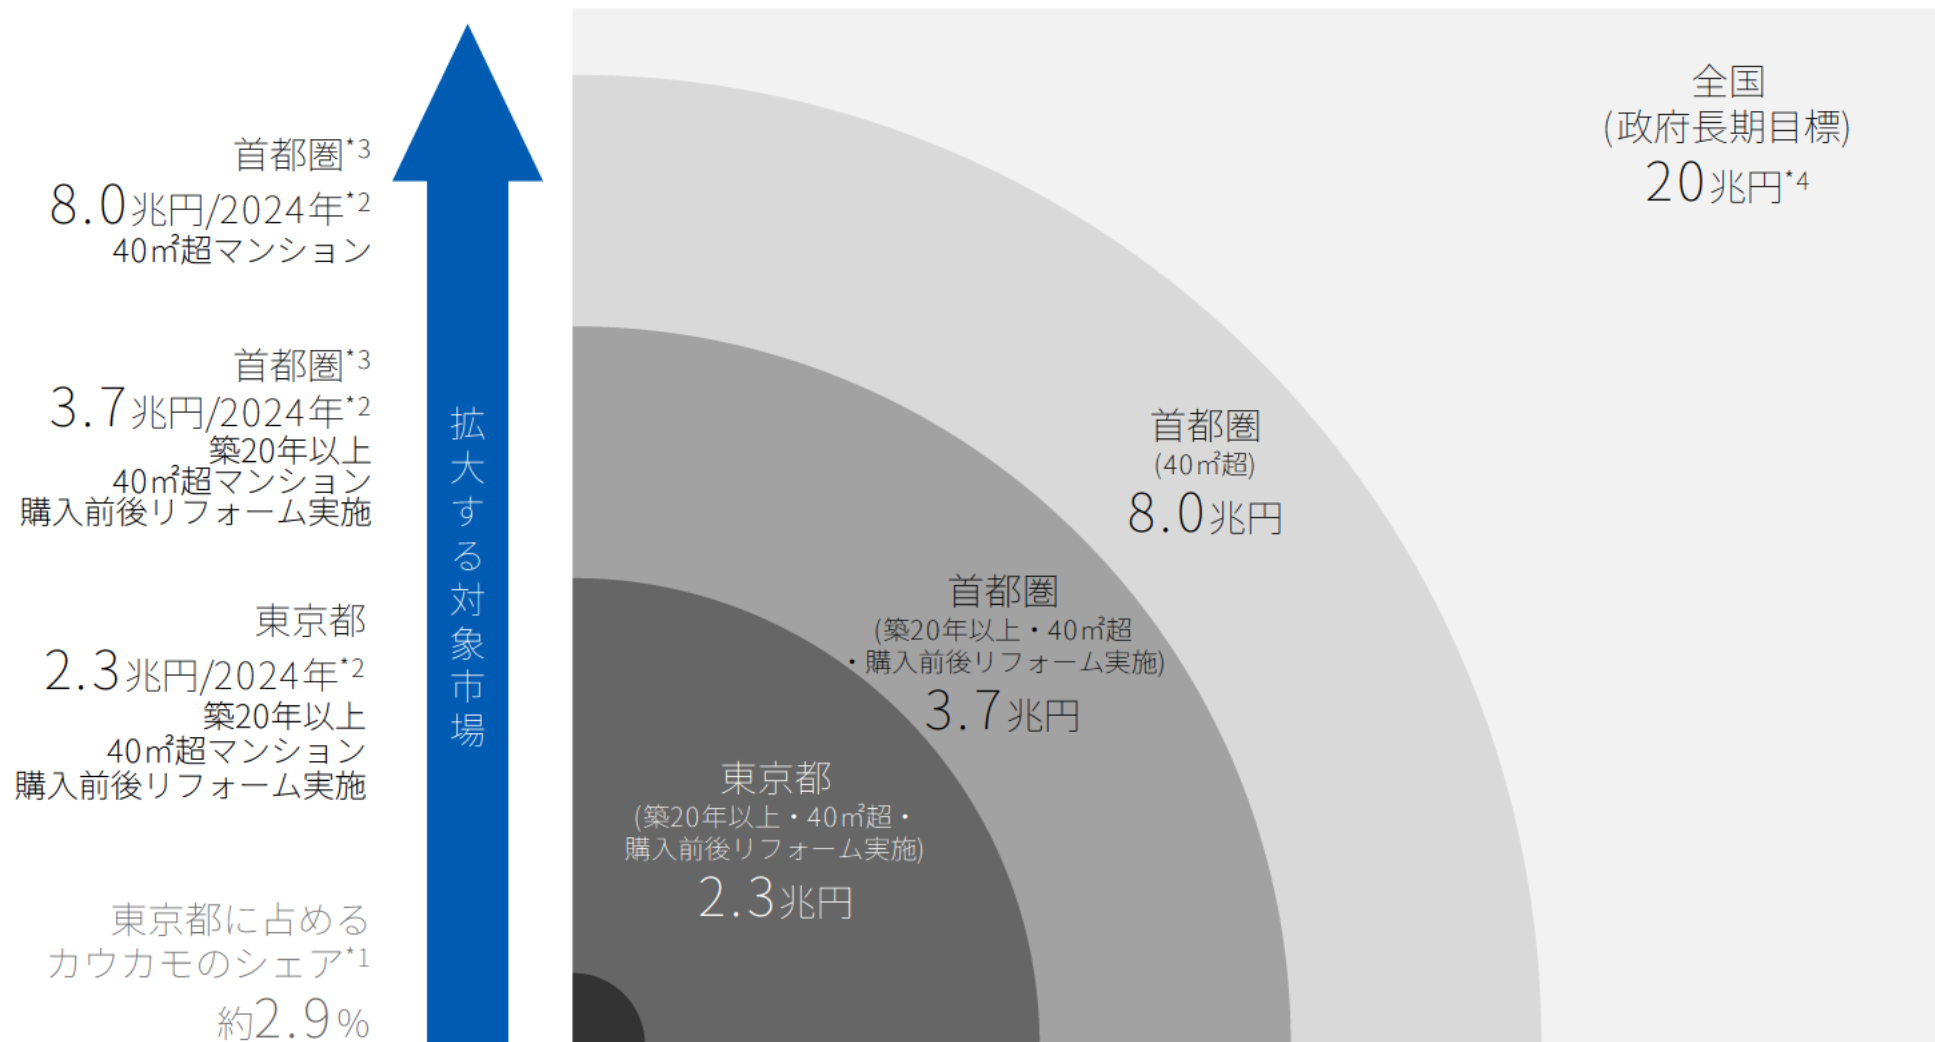 首都圏*3
8.0兆円/2024年*2
40㎡超マンション
首都圏*3
3.7兆円/2024年*2
築20年以上
40㎡超マンション
購入前後リフォーム実施
東京都
2.3兆円/2024年*2
築20年以上
40㎡超マンション
購入前後リフォーム実施
東京都に占める
カウカモのシェア*1
約2.9%
拡大する対象市場
全国
(政府長期目標)
20兆円*4
首都圏
(40㎡超)
8.0兆円
首都圏
(築20年以上・40㎡超
・購入前後リフォーム実施)
3.7兆円
東京都
(築20年以上・40㎡超・
購入前後リフォーム実施)
2.3兆円